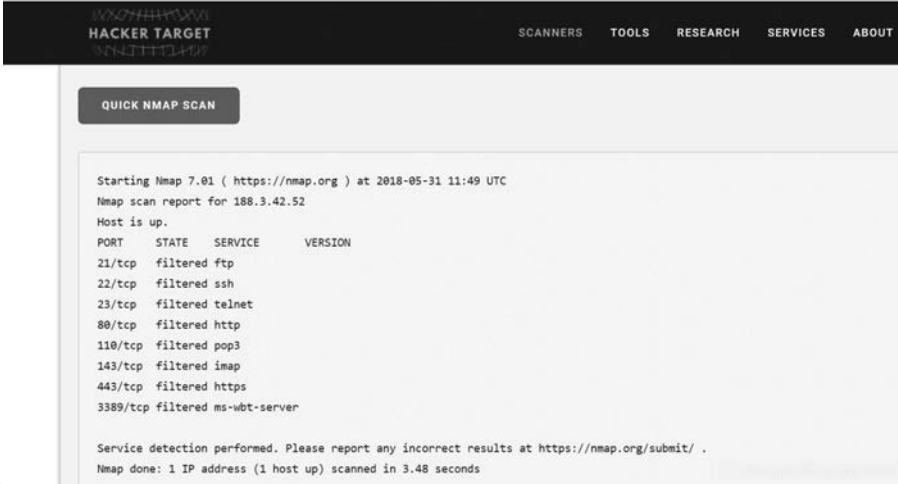 HACKER TARGET
SCANNERS TOOLS RESEARCH SERVICES ABOUT
QUICK NMAP SCAN
Starting Nmap 7.01 ( https://nmap.org ) at 2018-05-31 11:49 UTC
Nmap scan report for 188.3.42.52
Host is up.
PORT STATE SERVICE VERSION
21/tcp filtered ftp
22/tcp filtered ssh
23/tcp filtered telnet
80/tcp filtered http
110/tcp filtered pop3
143/tcp filtered imap
443/tcp filtered https
3389/tcp filtered ms-wbt-server
Service detection performed. Please report any incorrect results at https://nmap.org/submit/ .
Nmap done: 1 IP address (1 host up) scanned in 3.48 seconds